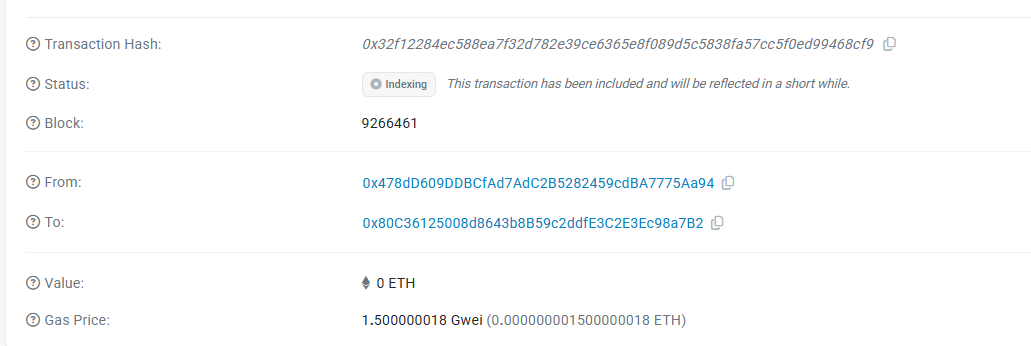 Transaction Hash: 0x32f12284ec588ea7f32d782e39ce6365e8f089d5c5838fa57cc5f0ed99468cf9
Status: Indexing This transaction has been included and will be reflected in a short while.
Block: 9266461
From: 0x478dD609DDBCfAd7AdC2B5282459cdBA7775Aa94
To: 0x80C36125008d8643b8B59c2ddfE3C2E3Ec98a7B2
Value: 0 ETH
Gas Price: 1.500000018 Gwei (0.000000001500000018 ETH)